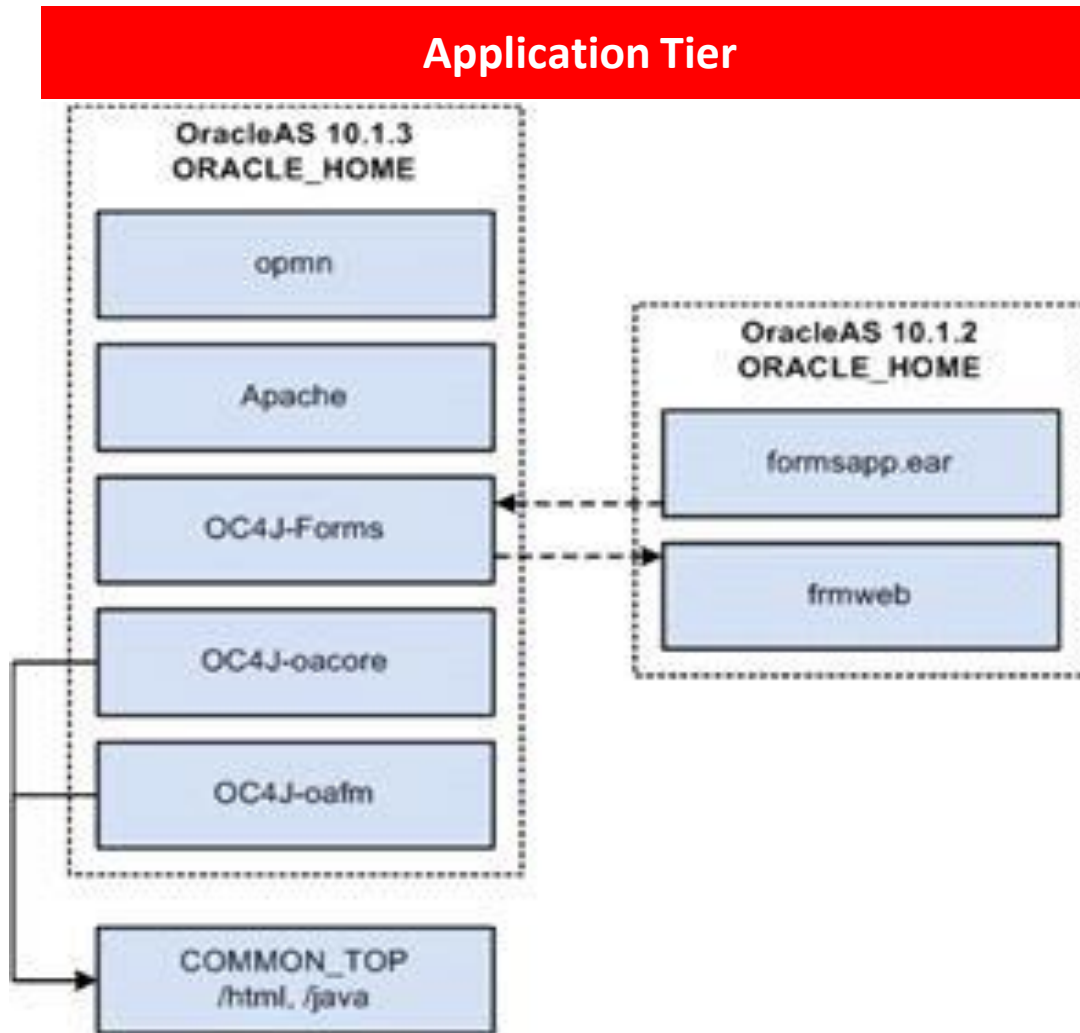 Application Tier
OracleAS 10.1.3
ORACLE_HOME
opmn
Apache
OC4J-Forms
OC4J-oacore
OC4J-oafm
COMMON_TOP
/html, /java
OracleAS 10.1.2
ORACLE_HOME
formsapp.ear
frmweb